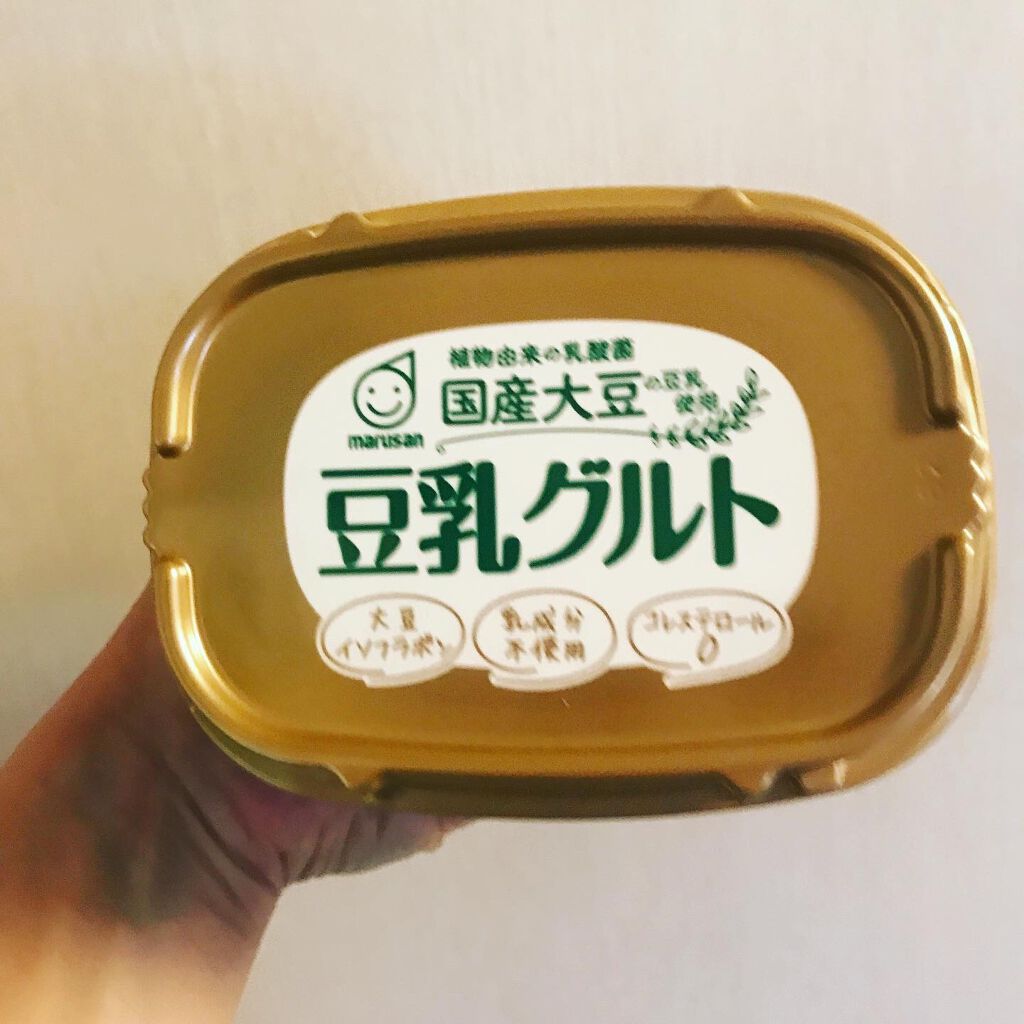 植物由来の乳酸菌
国産大豆の豆乳
使用
marusan
豆乳グルト
大豆
イソフラボン
乳成分
不使用
コレステロール
0